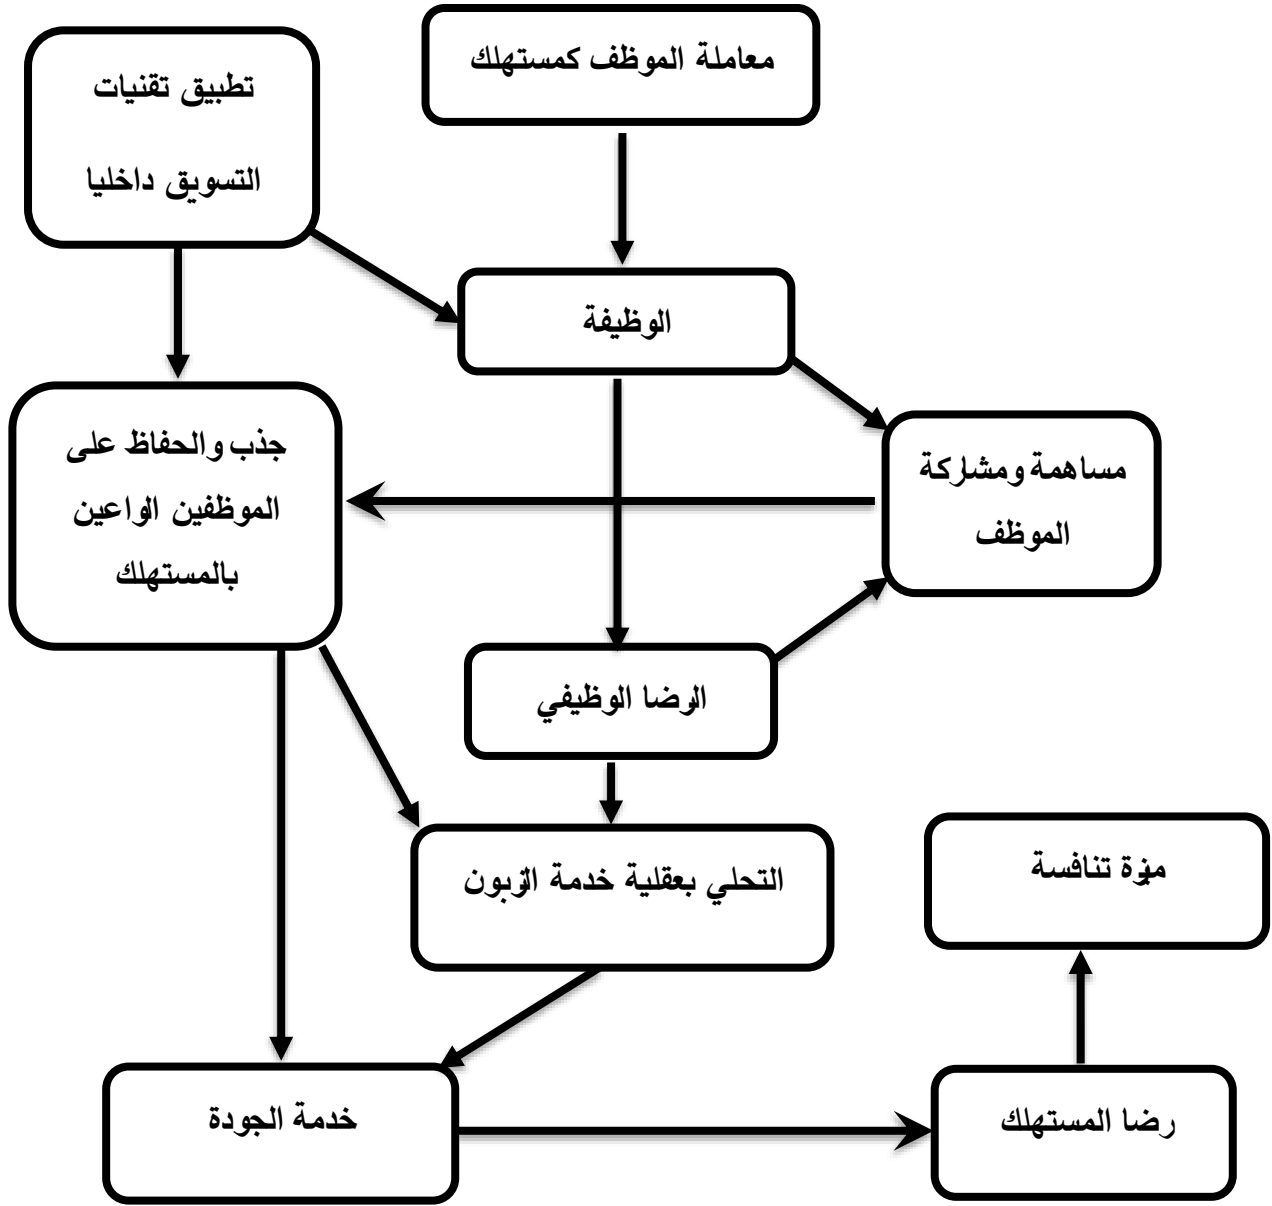 معاملة الموظف كمستهلك
تطبيق تقنيات
التسويق داخليا
الوظيفة
جذب والحفاظ على
الموظفين الواعين
بالمستهلك
مساهمة ومشاركة
الموظف
الرضا الوظيفي
التحلي بعقلية خدمة الزبون
ميزة تنافسة
خدمة الجودة
رضا المستهلك